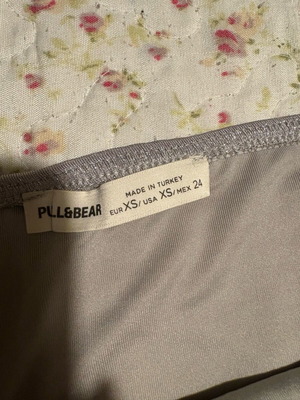 PULL&BEAR
MADE IN TURKEY
EUR XS/ USA XS/ MEX 24